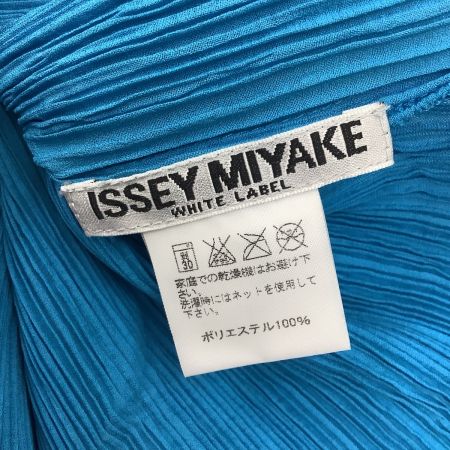 ISSEY MIYAKE
WHITE LABEL
家庭での乾燥機はお避け下
さい。
洗濯時にはネットを使用して
下さい。
ポリエステル100%